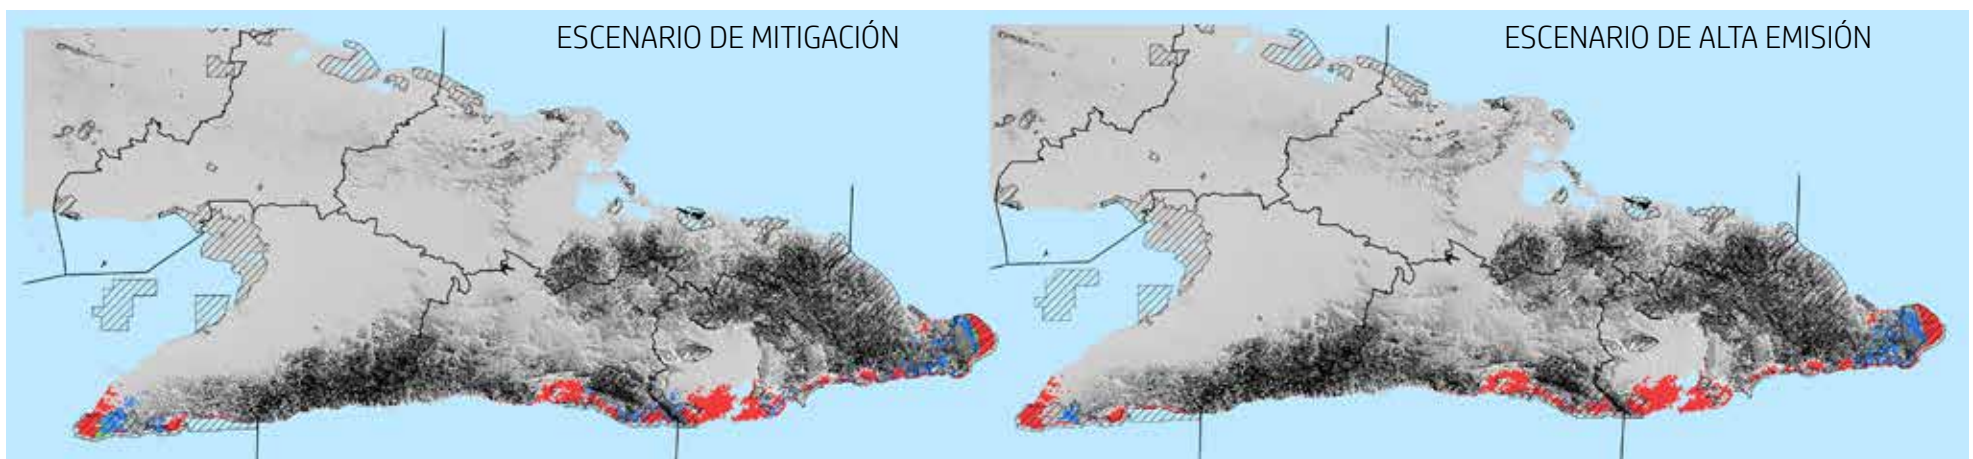 ESCENARIO DE MITIGACIÓN
ESCENARIO DE ALTA EMISIÓN